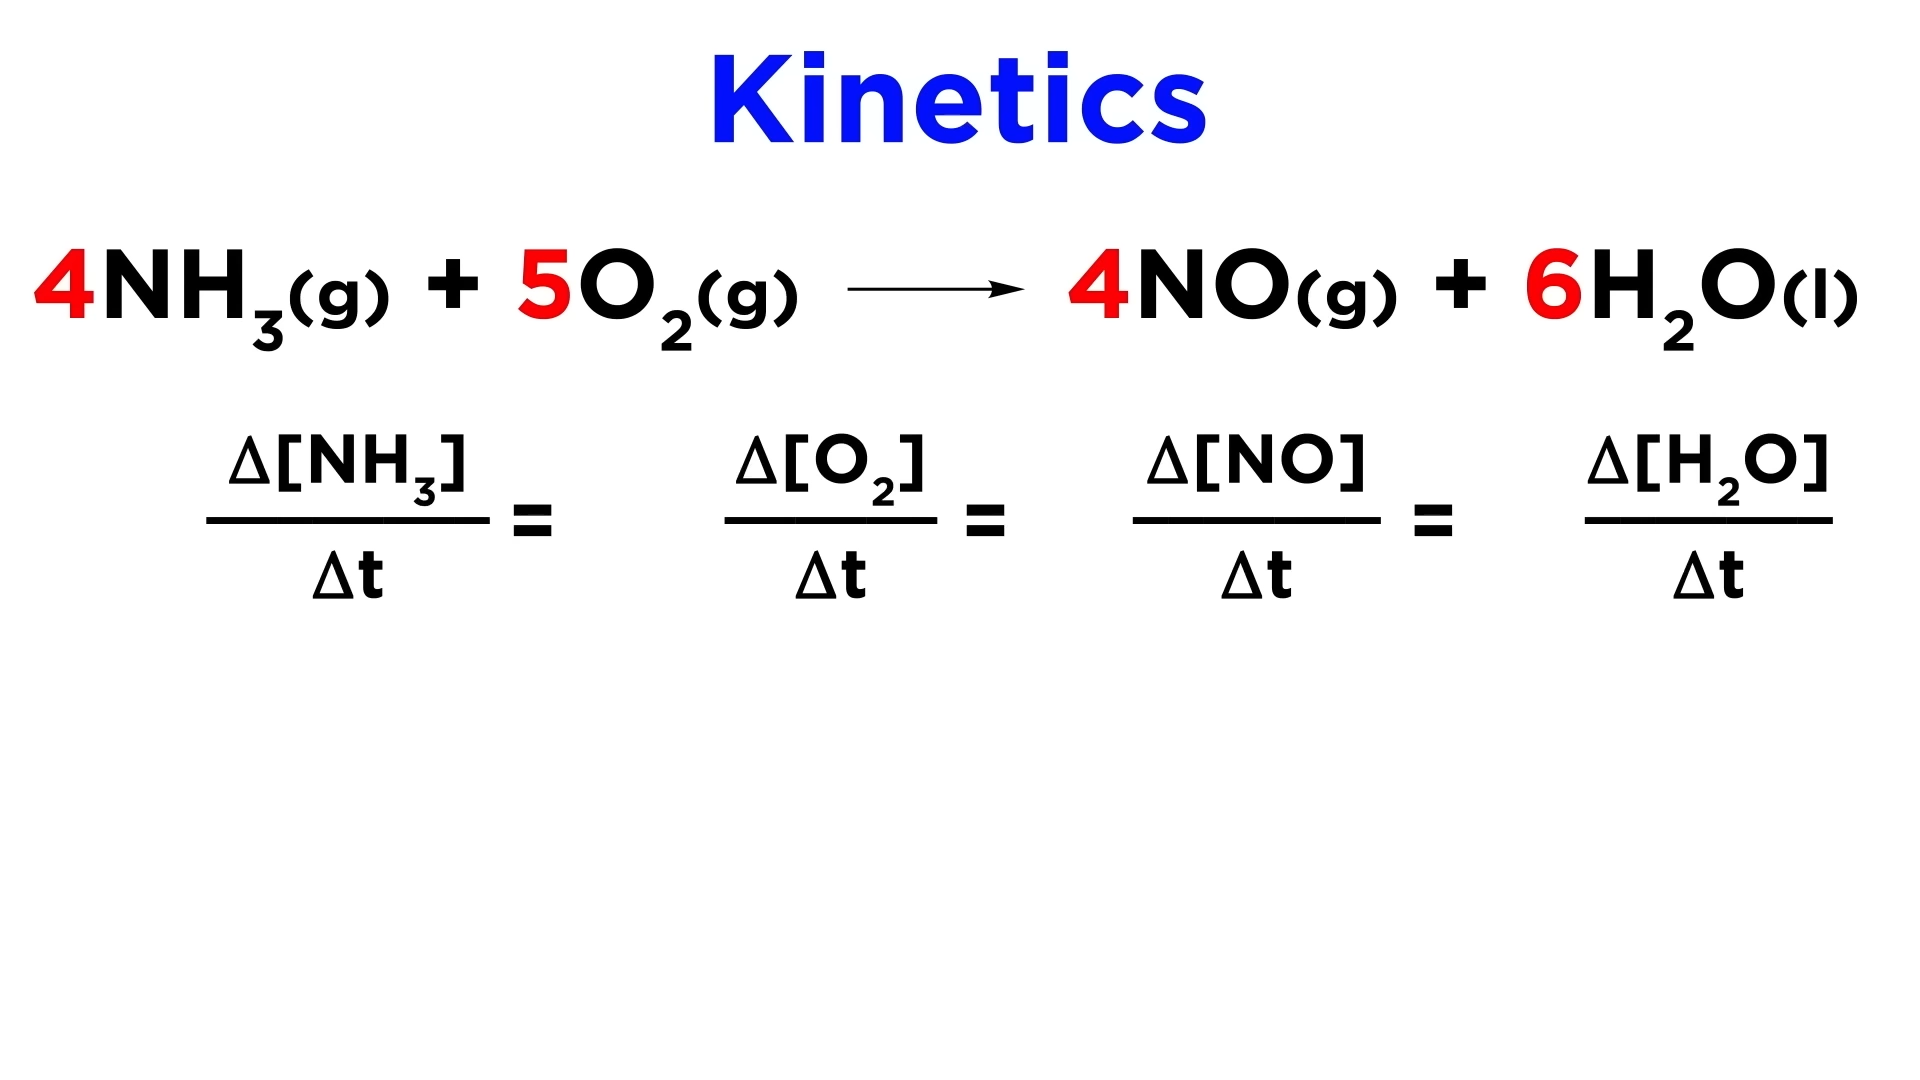 Kinetics
4NH₃(g) + 5O₂(g) ⟶ 4NO(g) + 6H₂O(l)
Δ[NH₃] Δ[O₂] Δ[NO] Δ[H₂O]
= = =
Δt Δt Δt Δt